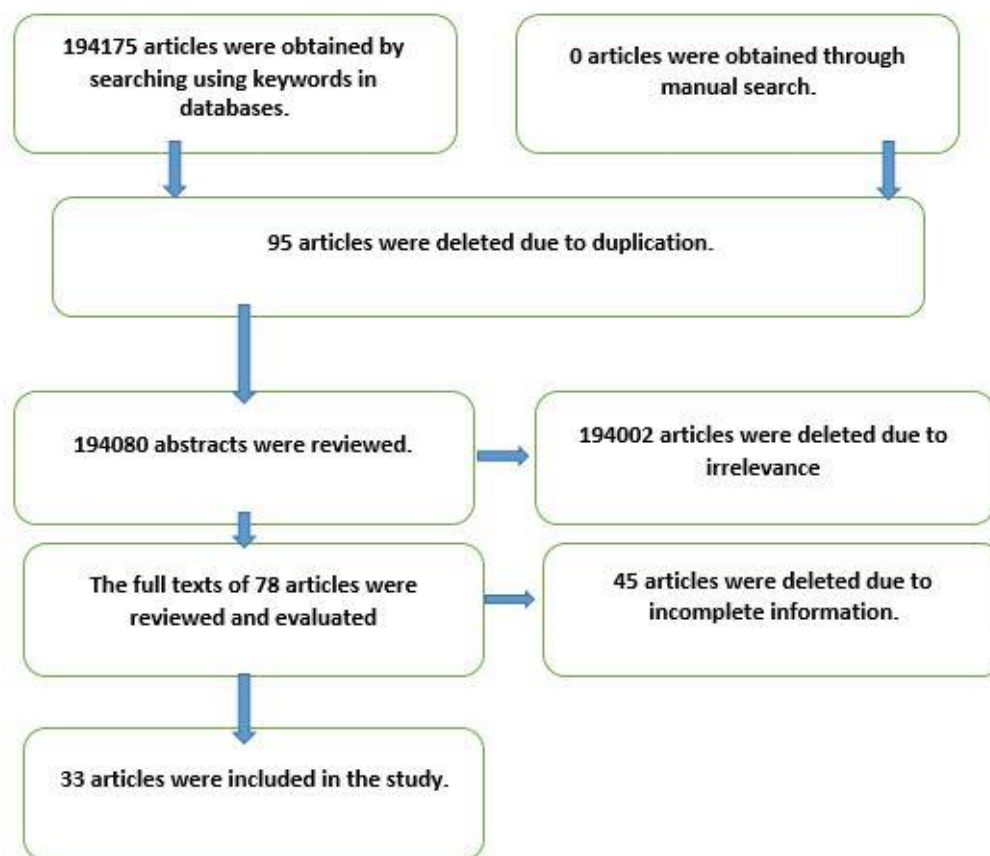 194175 articles were obtained by
searching using keywords in
databases.
0 articles were obtained through
manual search.
95 articles were deleted due to duplication.
194080 abstracts were reviewed.
194002 articles were deleted due to
irrelevance
The full texts of 78 articles were
reviewed and evaluated
45 articles were deleted due to
incomplete information.
33 articles were included in the study.